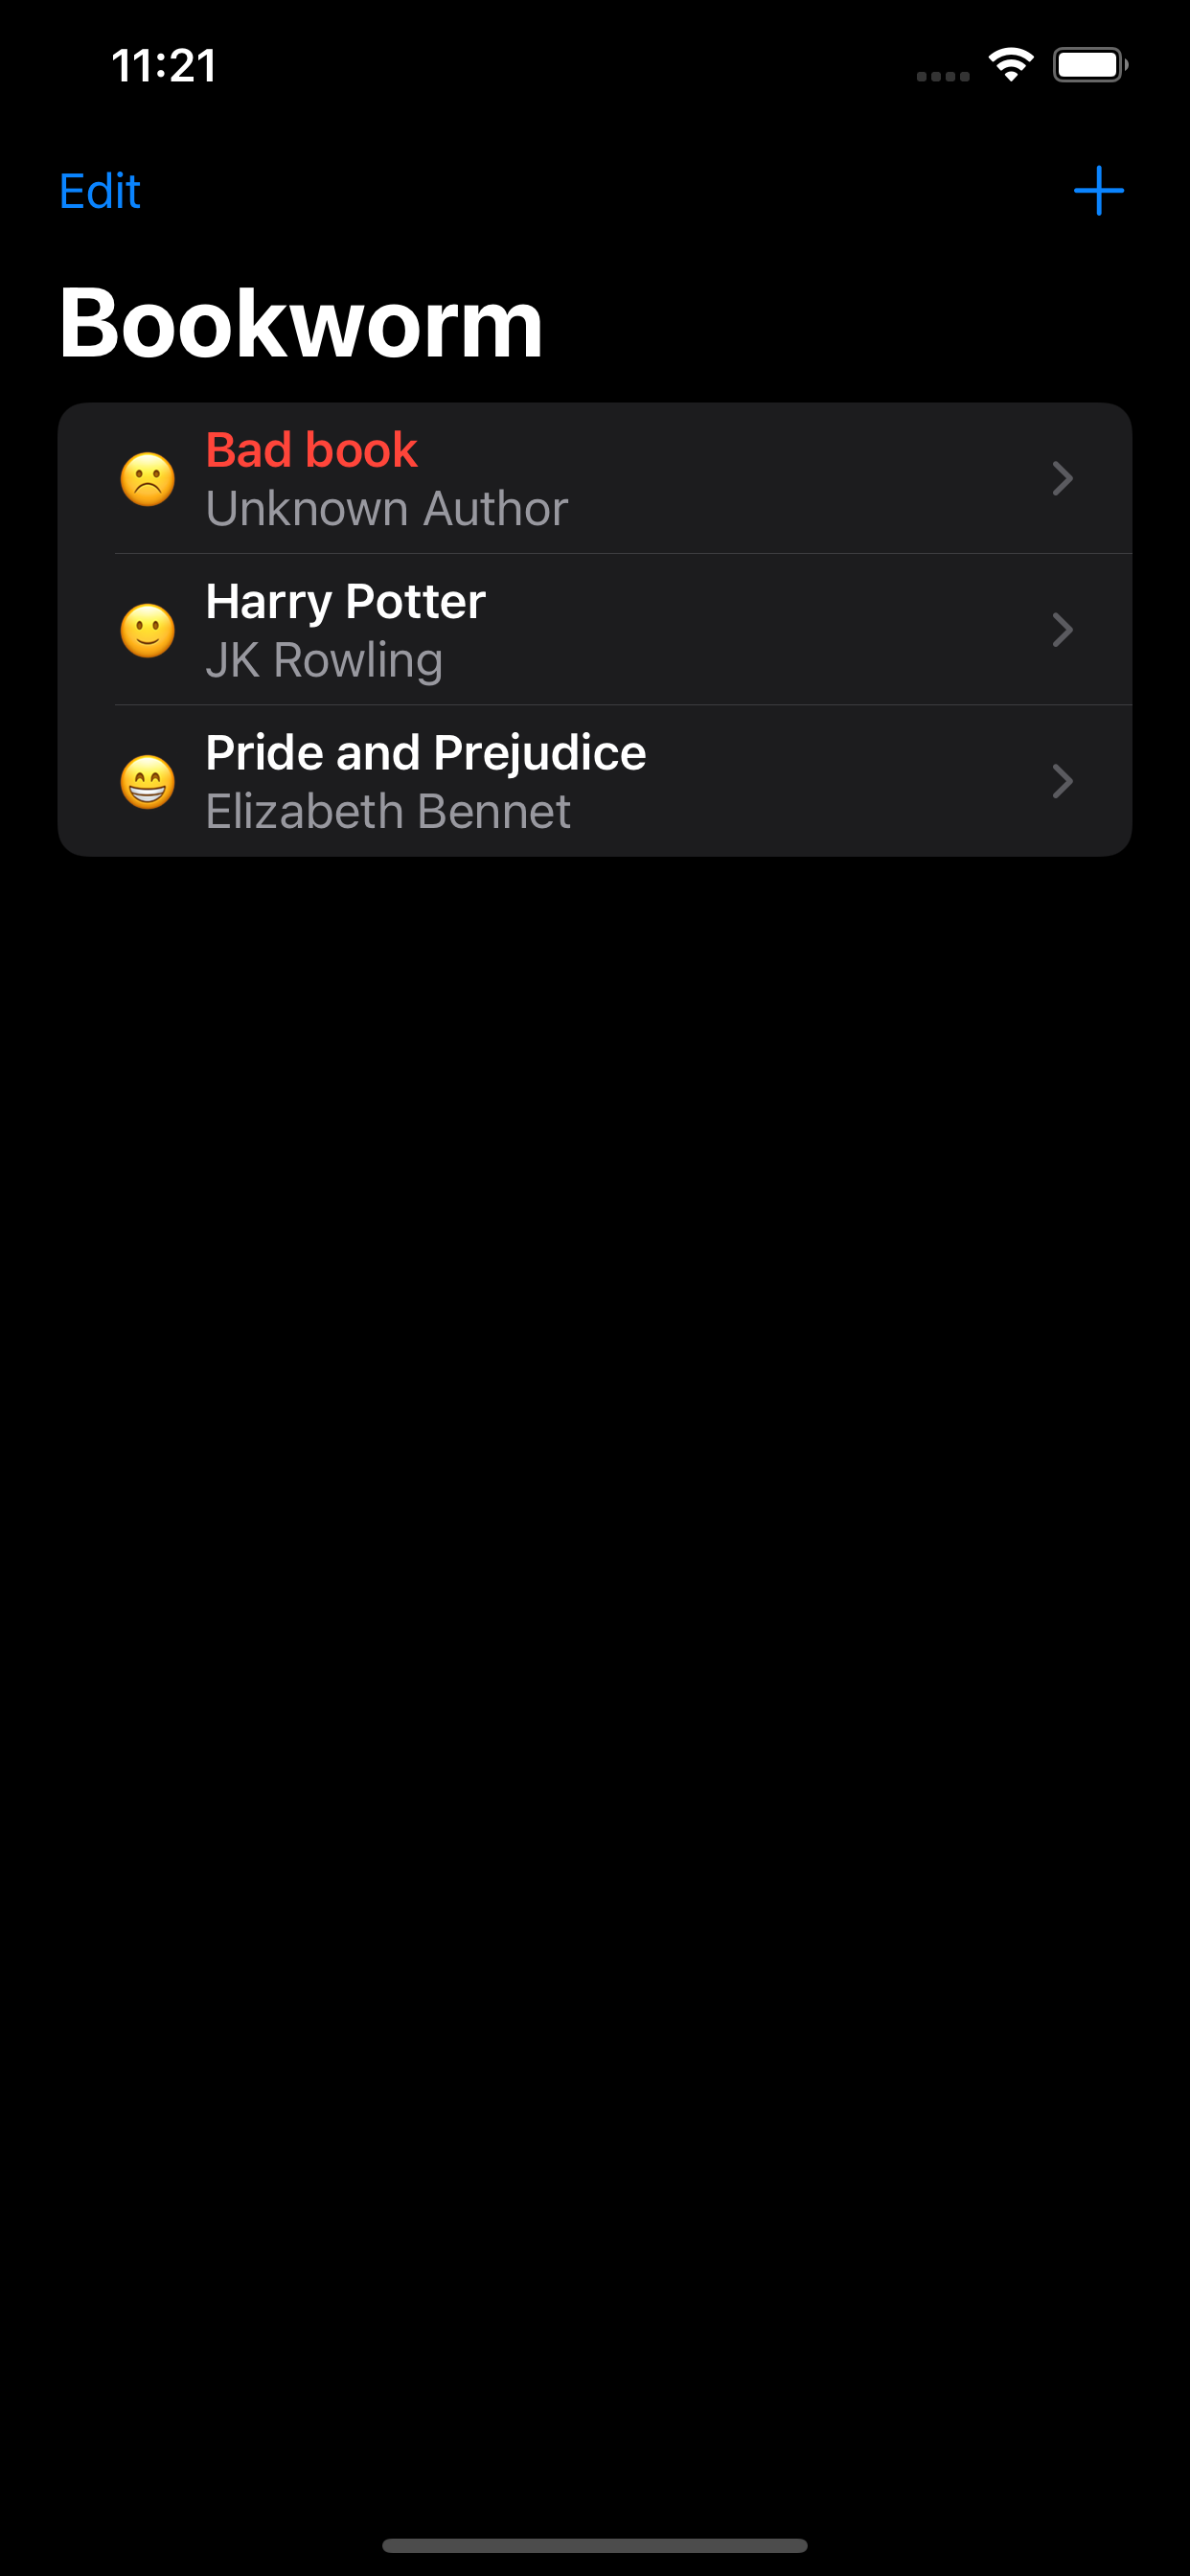 11:21
Edit
Bookworm
Bad book
Unknown Author
Harry Potter
JK Rowling
Pride and Prejudice
Elizabeth Bennet